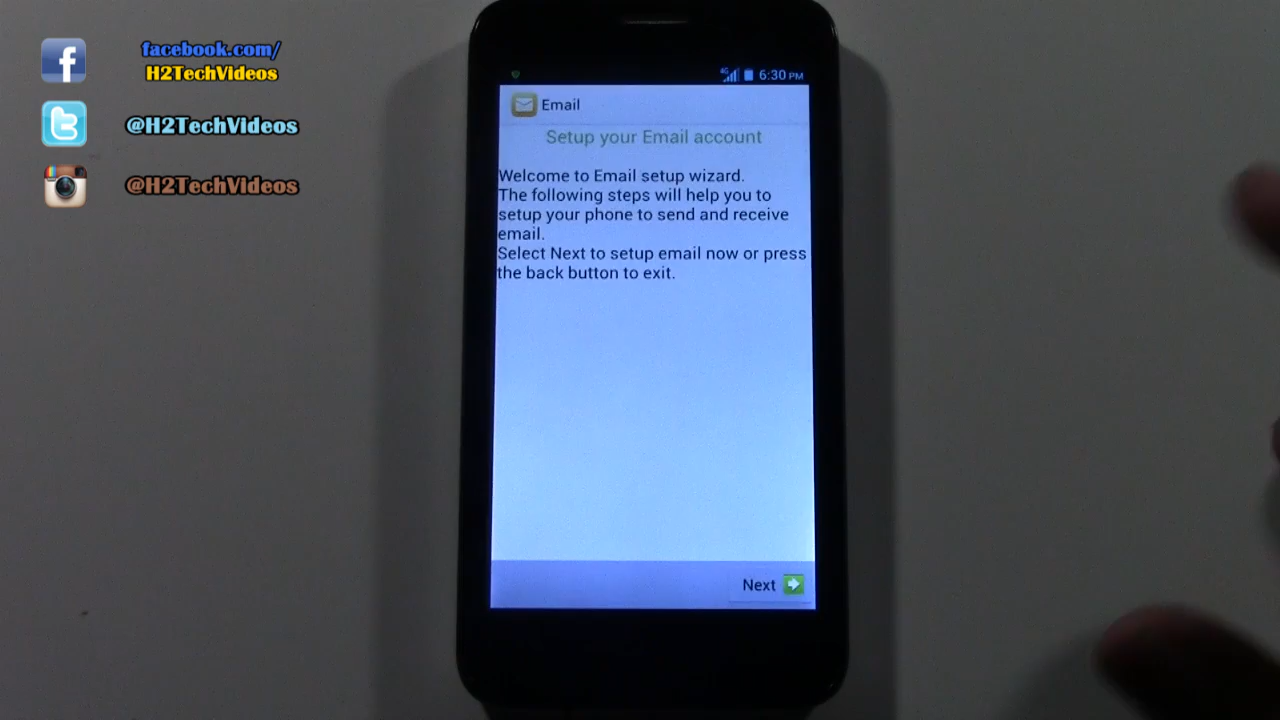 facebook.com/
H2TechVideos
@H2TechVideos
@H2TechVideos
4G
6:30 PM
Email
Setup your Email account
Welcome to Email setup wizard.
The following steps will help you to
setup your phone to send and receive
email.
Select Next to setup email now or press
the back button to exit.
Next